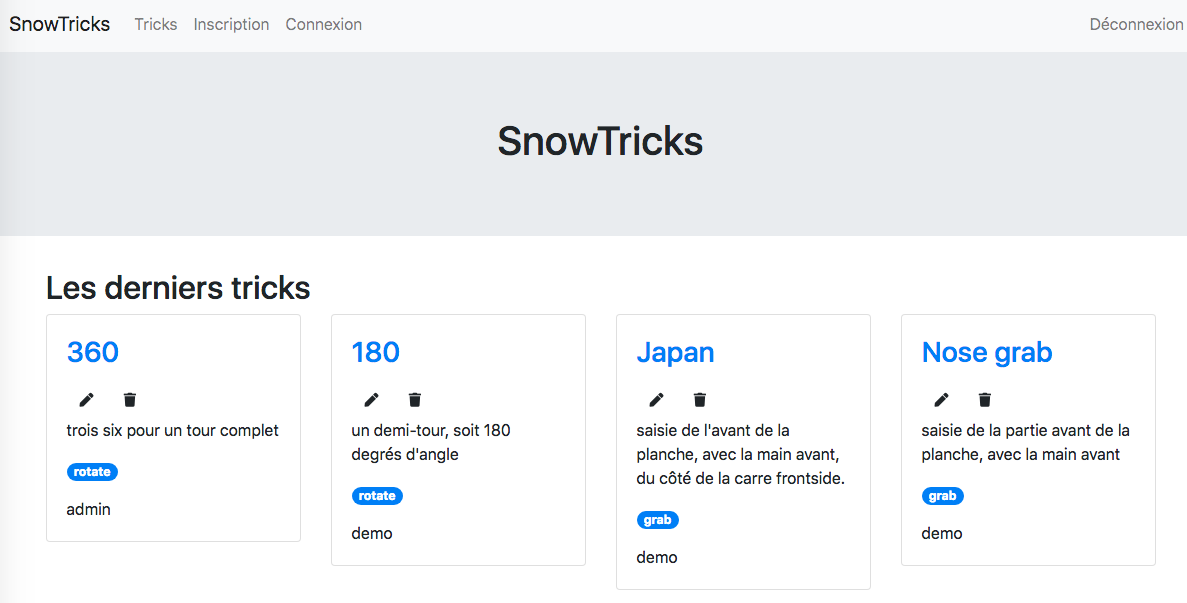 SnowTricks Tricks Inscription Connexion Déconnexion
SnowTricks
Les derniers tricks
360
trois six pour un tour complet
rotate
admin
180
un demi-tour, soit 180
degrés d'angle
rotate
demo
Japan
saisie de l'avant de la
planche, avec la main avant,
du côté de la carre frontside.
grab
demo
Nose grab
saisie de la partie avant de la
planche, avec la main avant
grab
demo